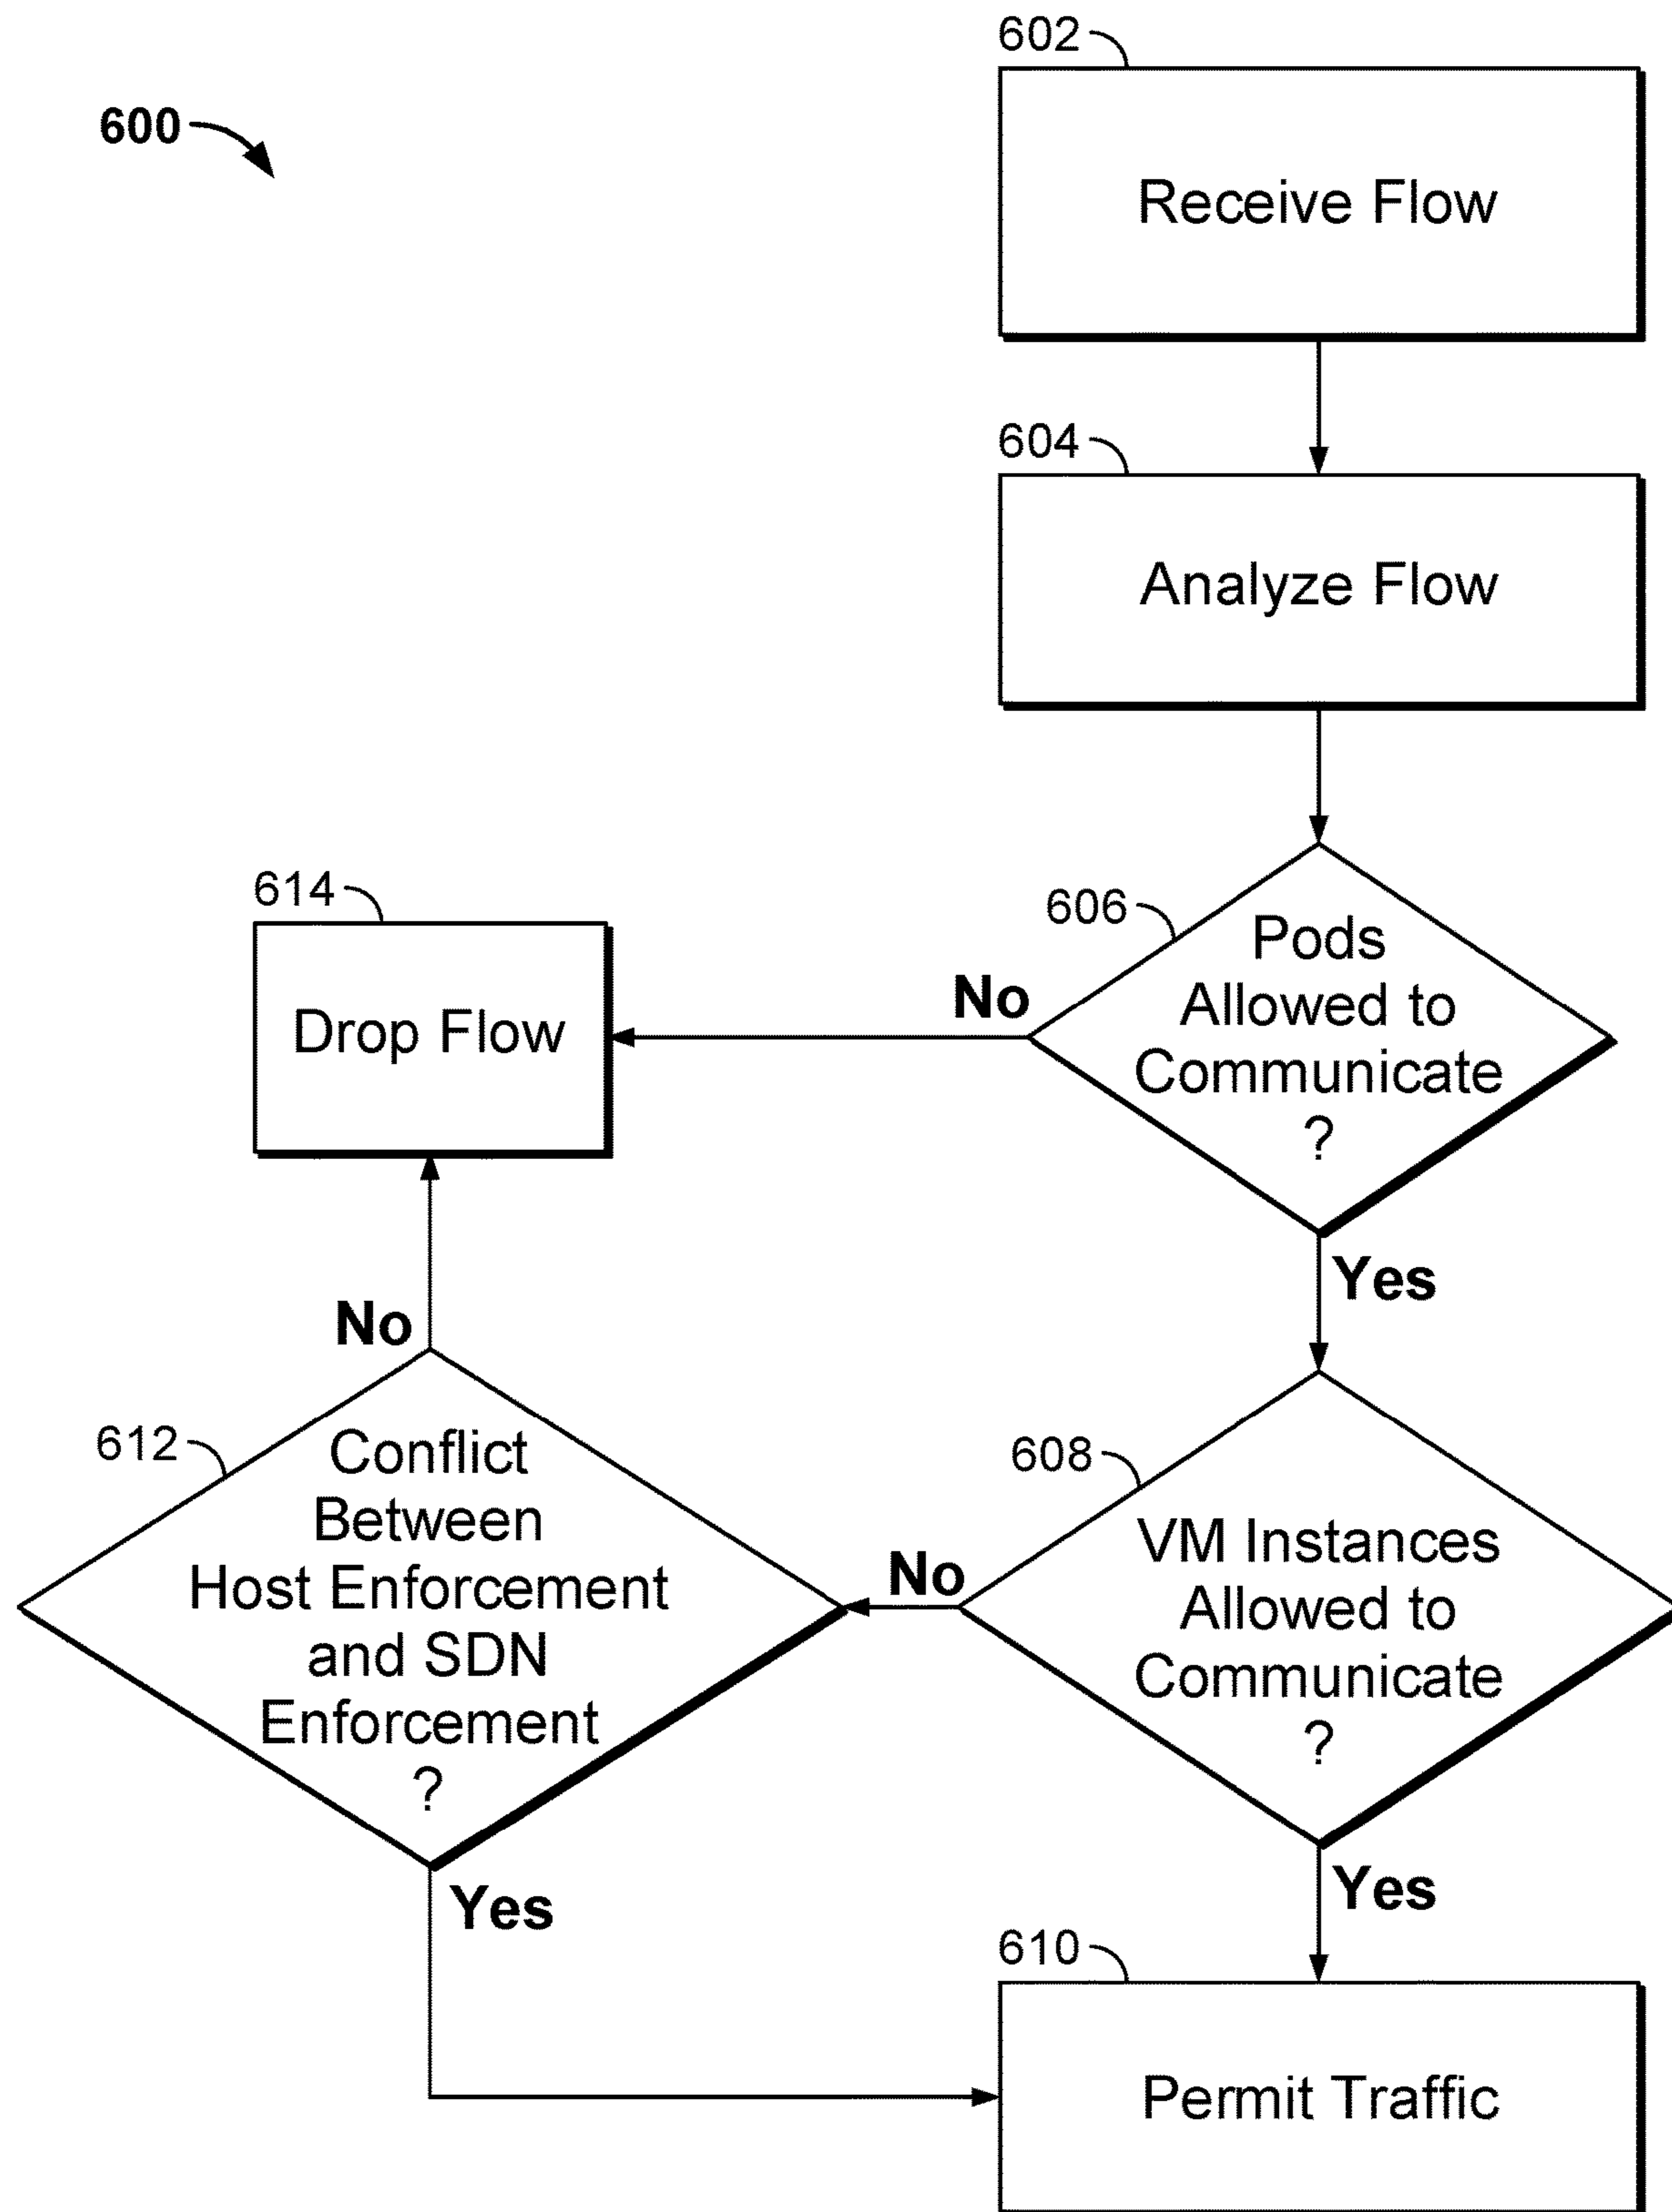 602
600
Receive Flow
604
Analyze Flow
614
606
Pods
Allowed to
Communicate
?
No
Drop Flow
Yes
No
612
Conflict
Between
Host Enforcement
and SDN
Enforcement
?
608
VM Instances
Allowed to
Communicate
?
No
Yes
Yes
610
Permit Traffic